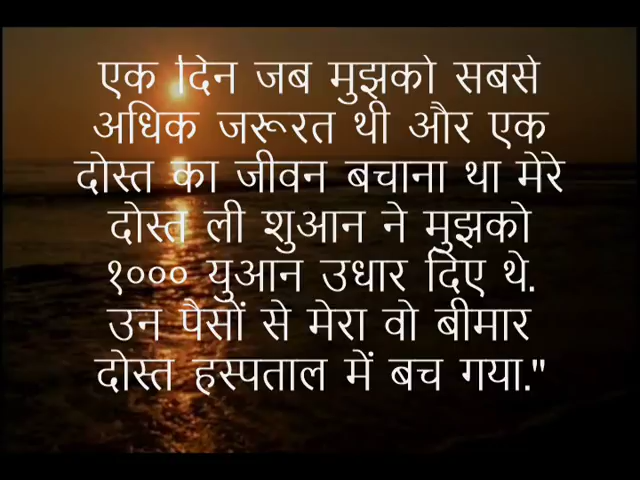 एक दिन जब मुझको सबसे
अधिक जरूरत थी और एक
दोस्त का जीवन बचाना था मेरे
दोस्त ली शुआन ने मुझको
१००० युआन उधार दिए थे.
उन पैसों से मेरा वो बीमार
दोस्त हस्पताल में बच गया."